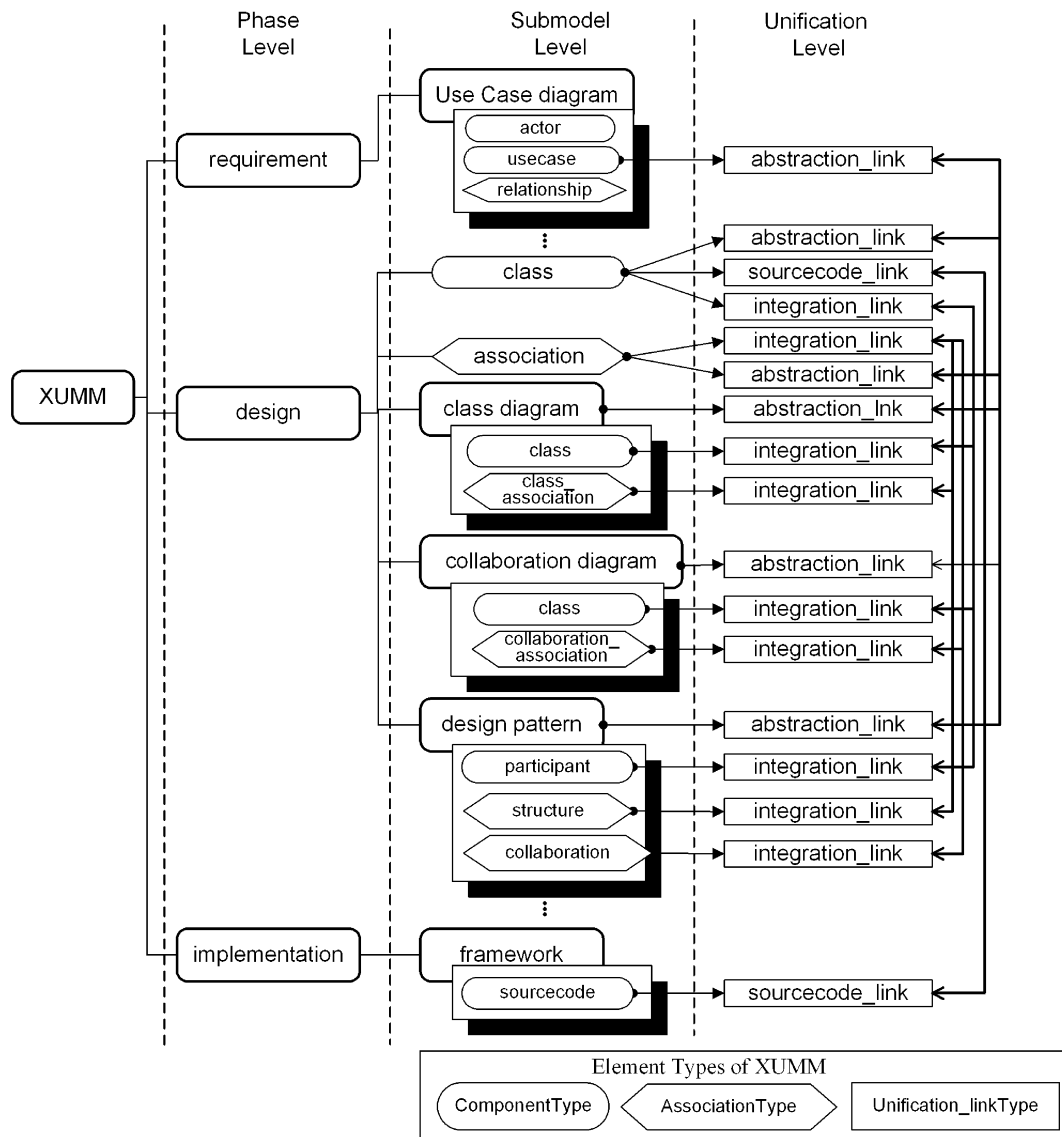 Phase
Level
Submodel
Level
Unification
Level
Use Case diagram
actor
requirement
usecase
abstraction_link
relationship
abstraction_link
class
sourcecode_link
integration_link
integration_link
association
abstraction_link
XUMM
design
class diagram
abstraction_lnk
class
integration_link
class_
association
integration_link
collaboration diagram
abstraction_link
class
integration_link
collaboration_
association
integration_link
design pattern
abstraction_link
participant
integration_link
structure
integration_link
collaboration
integration_link
implementation
framework
sourcecode
sourcecode_link
Element Types of XUMM
ComponentType
AssociationType
Unification_linkType